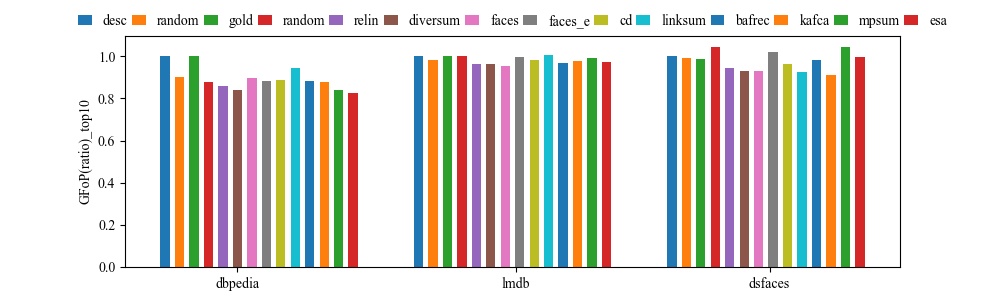 desc random gold random relin diversum faces faces_e cd linksum bafrec kafca mpsum esa
GFoP(ratio)_top10
1.0
0.8
0.6
0.4
0.2
0.0
dbpedia lmdb dsfaces